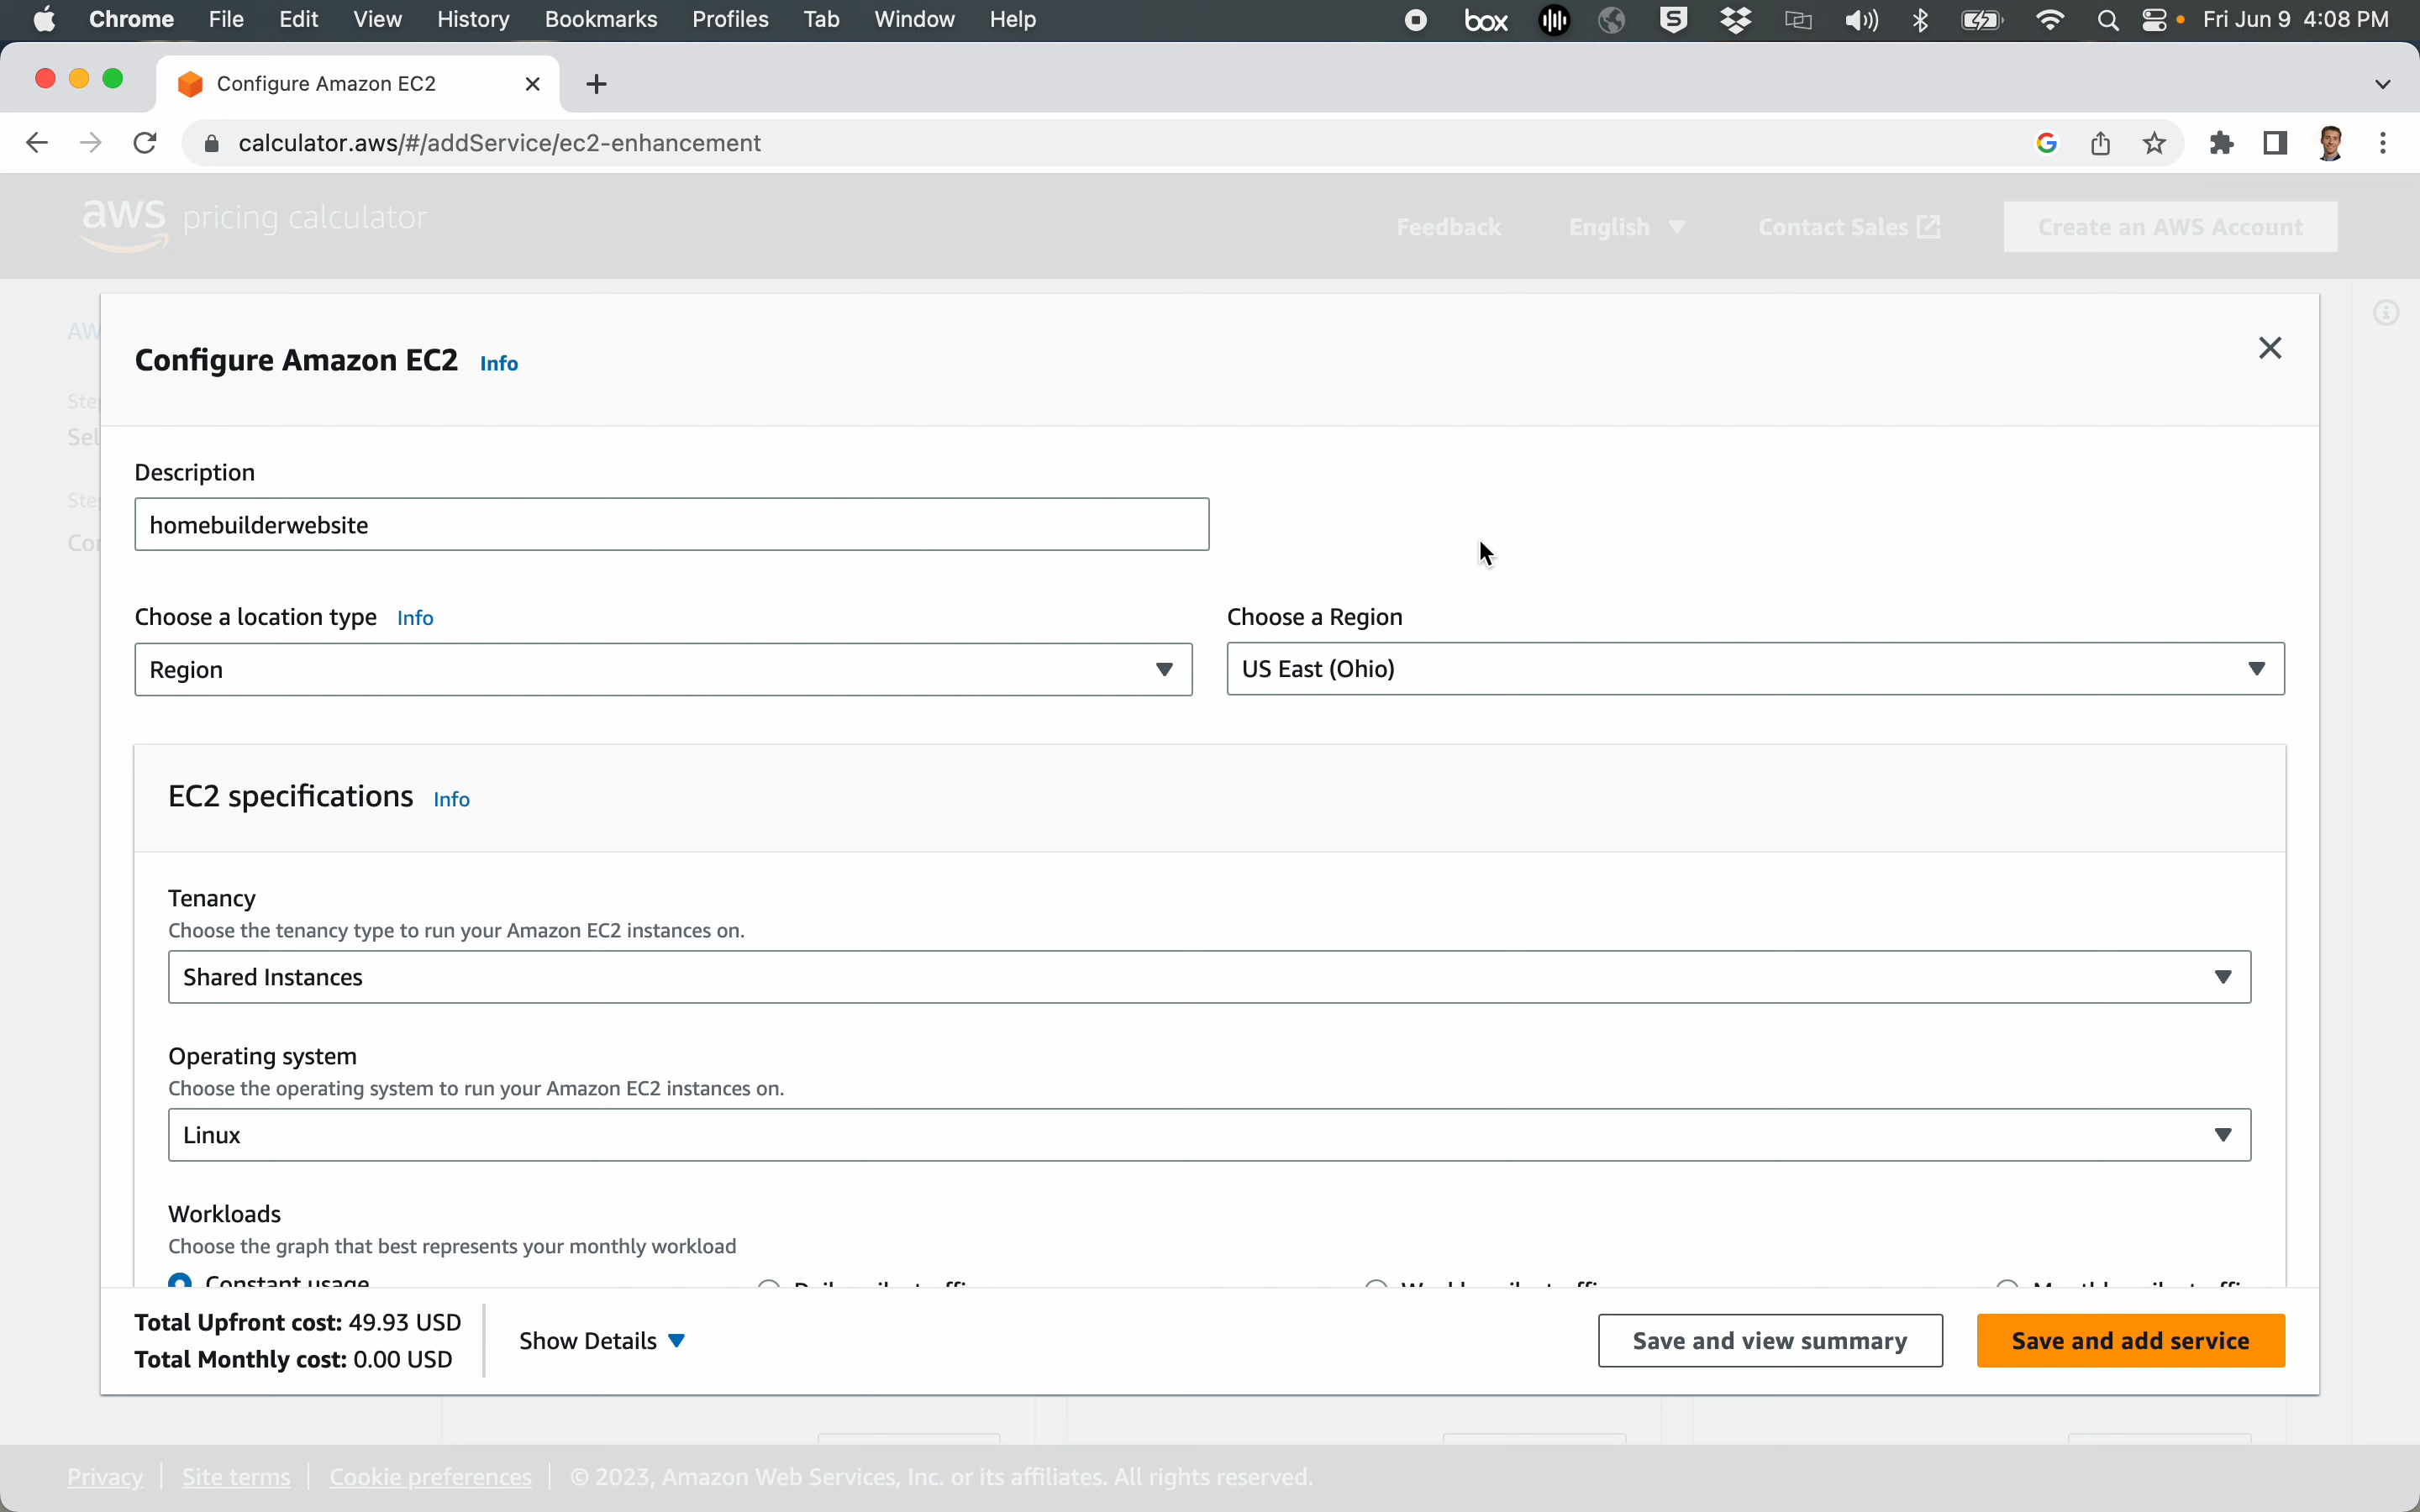 Chrome File Edit View History Bookmarks Profiles Tab Window Help box Fri Jun 9 4:08 PM
Configure Amazon EC2
calculator.aws/#/addService/ec2-enhancement
aws pricing calculator Feedback English Contact Sales Create an AWS Account
AW
Configure Amazon EC2 Info
Ste
Sel
Description
Ste
homebuilderwebsite
Cor
Choose a location type Info Choose a Region
Region US East (Ohio)
EC2 specifications Info
Tenancy
Choose the tenancy type to run your Amazon EC2 instances on.
Shared Instances
Operating system
Choose the operating system to run your Amazon EC2 instances on.
Linux
Workloads
Choose the graph that best represents your monthly workload
Constant usage
Total Upfront cost: 49.93 USD
Total Monthly cost: 0.00 USD
Show Details
Save and view summary Save and add service
Privacy Site terms Cookie preferences © 2023, Amazon Web Services, Inc. or its affiliates. All rights reserved.